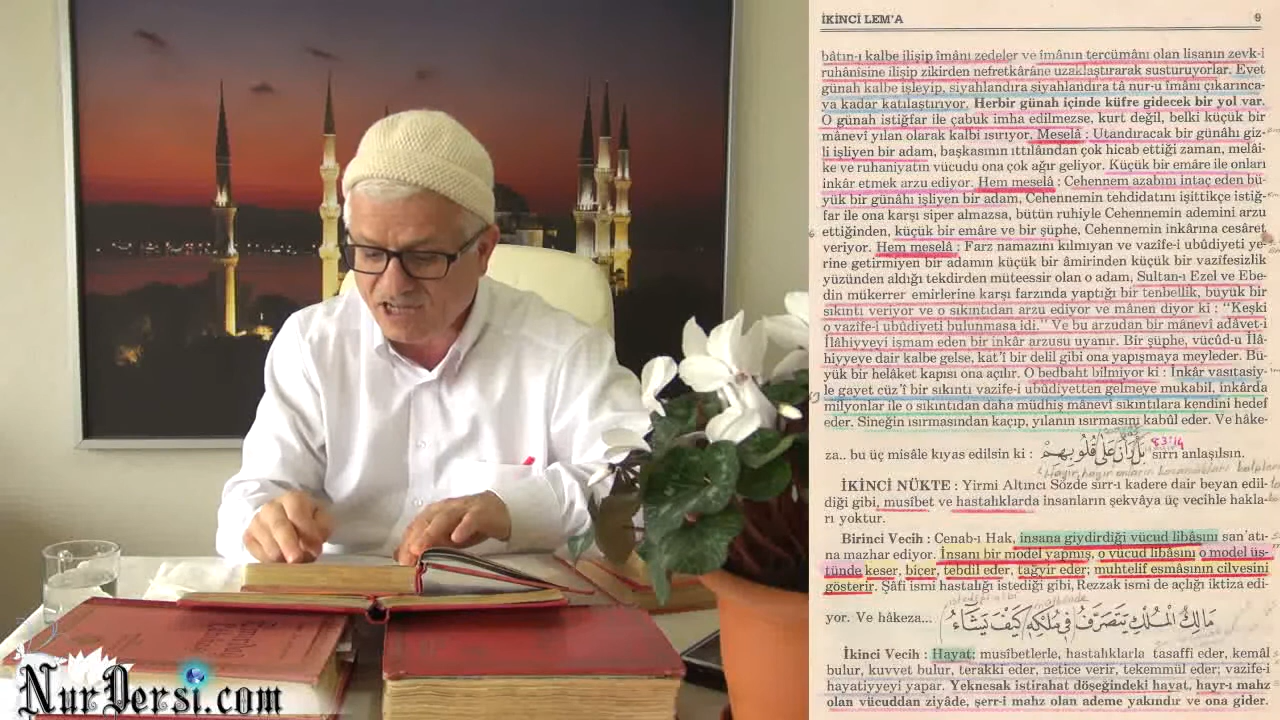 İKİNCİ LEM'A 9
bâtın-ı kalbe ilişip îmânı zedeler ve îmânın tercümânı olan lisanın zevk-i
ruhânîsine ilişip zikirden nefretkârâne uzaklaştırarak susturuyorlar. Evet
günah kalbe işleyip, siyahlandıra siyahlandıra tâ nur-u îmânı çıkarınca-
ya kadar katılaştırıyor. Herbir günah içinde küfre gidecek bir yol var.
O günah istiğfar ile çabuk imha edilmezse, kurt değil, belki küçük bir
mânevî yılan olarak kalbi ısırıyor. Meselâ : Utandıracak bir günâhı giz-
li işliyen bir adam, başkasının ıttılâından çok hicab ettiği zaman, melâi-
ke ve ruhaniyatın vücudu ona çok ağır geliyor. Küçük bir emâre ile onları
inkâr etmek arzu ediyor. Hem meselâ : Cehennem azabını intaç eden bü-
yük bir günâhı işliyen bir adam, Cehennemin tehdidatını işittikçe istiğ-
far ile ona karşı siper almazsa, bütün ruhiyle Cehennemin ademini arzu
ettiğinden, küçük bir emâre ve bir şüphe, Cehennemin inkârına cesâret
veriyor. Hem meselâ : Farz namazını kılmıyan ve vazîfe-i ubûdiyeti ye-
rine getirmiyen bir adamın küçük bir âmirinden küçük bir vazîfesizlik
yüzünden aldığı tekdirden müteessir olan o adam, Sultan-ı Ezel ve Ebe-
din mükerrer emirlerine karşı farzında yaptığı bir tenbellik, büyük bir
sıkıntı veriyor ve o sıkıntıdan arzu ediyor ve mânen diyor ki : "Keşki
o vazîfe-i ubûdiyeti bulunmasa idi." Ve bu arzudan bir mânevî adâvet-i
İlâhiyyeyi işmam eden bir inkâr arzusu uyanır. Bir şüphe, vücûd-u İlâ-
hiyyeye dair kalbe gelse, kat'î bir delil gibi ona yapışmaya meyleder. Bü-
yük bir helâket kapısı ona açılır. O bedbaht bilmiyor ki : İnkâr vasıtasiy-
le gayet cüz'î bir sıkıntı vazife-i ubûdiyetten gelmeye mukabil, inkârda
milyonlar ile o sıkıntıdan daha müdhiş mânevî sıkıntılara kendini hedef
eder. Sineğin ısırmasından kaçıp, yılanın ısırmasını kabûl eder. Ve hâke-
83:14
za.. bu üç misâle kıyas edilsin ki : بَلْ رَانَ عَلَى قُلُوبِهِمْ sırrı anlaşılsın.
İKİNCİ NÜKTE : Yirmi Altıncı Sözde sırr-ı kadere dair beyan edil-
diği gibi, musîbet ve hastalıklarda insanların şekvâya üç vecihle hakla-
rı yoktur.
Birinci Vecih : Cenab-ı Hak, insana giydirdiği vücud libâsını san'atı-
na mazhar ediyor. İnsanı bir model yapmış, o vücud libâsını o model üs-
tünde keser, biçer, tebdil eder, tağyir eder; muhtelif esmâsının cilvesini
gösterir. Şâfi ismi hastalığı istediği gibi, Rezzak ismi de açlığı iktiza edi-
yor. Ve hâkeza... مَالِكُ الْمُلْكِ يَتَصَرَّفُ فِي مُلْكِهِ كَيْفَ يَشَاءُ
İkinci Vecih : Hayat; musîbetlerle, hastalıklarla tasaffi eder, kemâl
bulur, kuvvet bulur, terakki eder, netice verir, tekemmül eder; vazife-i
hayatiyyeyi yapar. Yeknesak istirahat döşeğindeki hayat, hayr-ı mahz
olan vücuddan ziyâde, şerr-i mahz olan ademe yakındır ve ona gider.
NurDersi.com